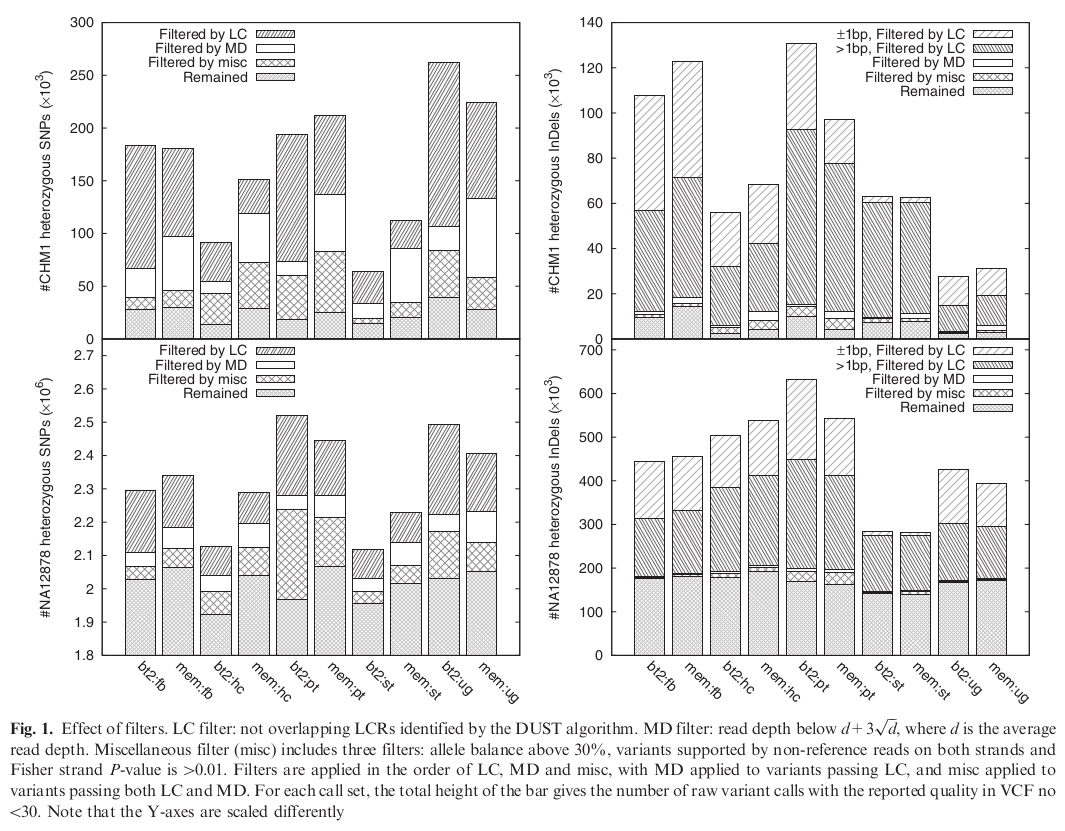 300
250
200
150
100
50
0
#CHM1 heterozygous SNPs (×10³)
Filtered by LC
Filtered by MD
Filtered by misc
Remained
140
120
100
80
60
40
20
0
#CHM1 heterozygous InDels (×10³)
±1bp, Filtered by LC
>1bp, Filtered by LC
Filtered by MD
Filtered by misc
Remained
2.7
2.6
2.5
2.4
2.3
2.2
2.1
2
1.9
1.8
#NA12878 heterozygous SNPs (×10⁶)
Filtered by LC
Filtered by MD
Filtered by misc
Remained
bt2:fb
mem:fb
bt2:hc
mem:hc
bt2:pt
mem:pt
bt2:st
mem:st
bt2:ug
mem:ug
700
600
500
400
300
200
100
0
#NA12878 heterozygous InDels (×10³)
±1bp, Filtered by LC
>1bp, Filtered by LC
Filtered by MD
Filtered by misc
Remained
bt2:fb
mem:fb
bt2:hc
mem:hc
bt2:pt
mem:pt
bt2:st
mem:st
bt2:ug
mem:ug
Fig. 1. Effect of filters. LC filter: not overlapping LCRs identified by the DUST algorithm. MD filter: read depth below d+3√d, where d is the average
read depth. Miscellaneous filter (misc) includes three filters: allele balance above 30%, variants supported by non-reference reads on both strands and
Fisher strand P-value is >0.01. Filters are applied in the order of LC, MD and misc, with MD applied to variants passing LC, and misc applied to
variants passing both LC and MD. For each call set, the total height of the bar gives the number of raw variant calls with the reported quality in VCF no
<30. Note that the Y-axes are scaled differently